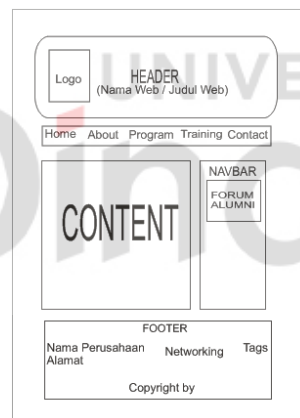 UNIVE
Logo
HEADER
(Nama Web / Judul Web)
Home About Program Training Contact
NAVBAR
FORUM
ALUMNI
CONTENT
FOOTER
Nama Perusahaan
Alamat
Networking
Tags
Copyright by